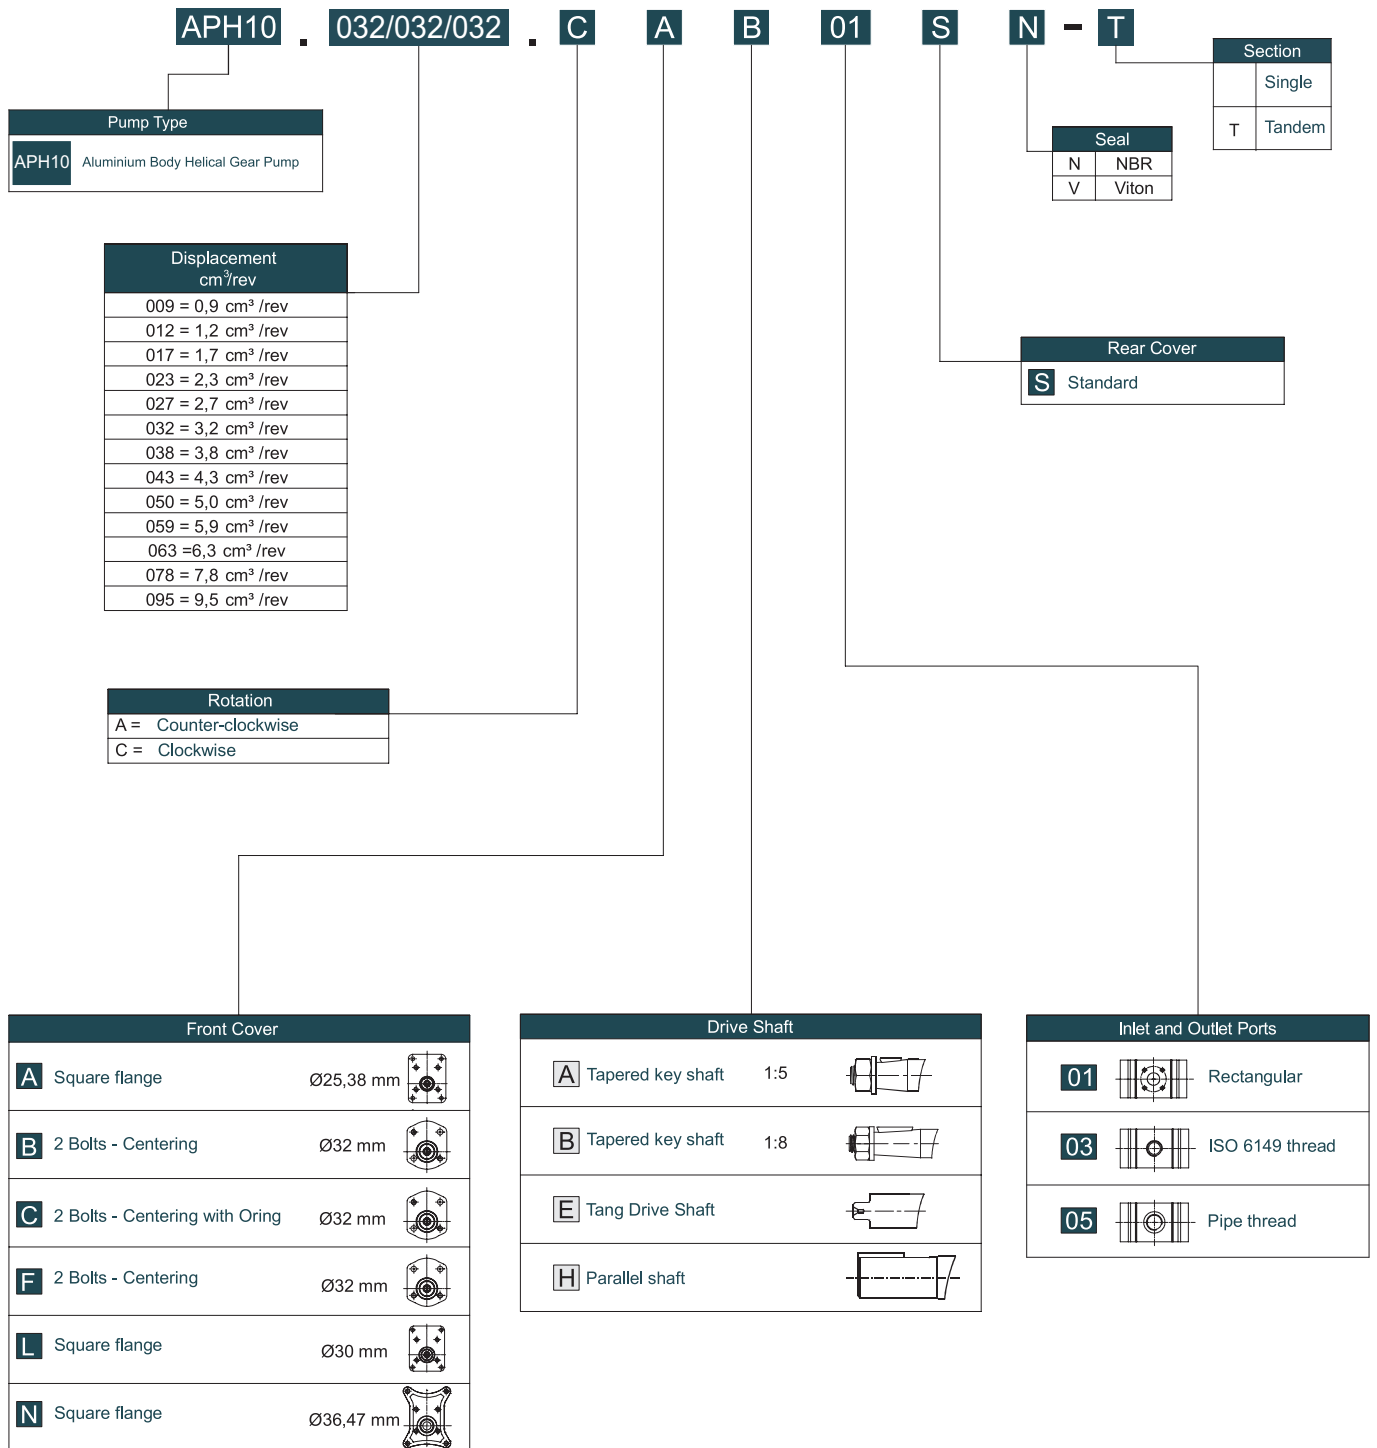 APH10 . 032/032/032 . C A B 01 S N - T
Section
Single
T Tandem
Pump Type
APH10 Aluminium Body Helical Gear Pump
Seal
N NBR
V Viton
Displacement
cm³/rev
009 = 0,9 cm³ /rev
012 = 1,2 cm³ /rev
017 = 1,7 cm³ /rev
023 = 2,3 cm³ /rev
027 = 2,7 cm³ /rev
032 = 3,2 cm³ /rev
038 = 3,8 cm³ /rev
043 = 4,3 cm³ /rev
050 = 5,0 cm³ /rev
059 = 5,9 cm³ /rev
063 =6,3 cm³ /rev
078 = 7,8 cm³ /rev
095 = 9,5 cm³ /rev
Rear Cover
S Standard
Rotation
A = Counter-clockwise
C = Clockwise
Front Cover
A Square flange Ø25,38 mm
B 2 Bolts - Centering Ø32 mm
C 2 Bolts - Centering with Oring Ø32 mm
F 2 Bolts - Centering Ø32 mm
L Square flange Ø30 mm
N Square flange Ø36,47 mm
Drive Shaft
A Tapered key shaft 1:5
B Tapered key shaft 1:8
E Tang Drive Shaft
H Parallel shaft
Inlet and Outlet Ports
01 Rectangular
03 ISO 6149 thread
05 Pipe thread